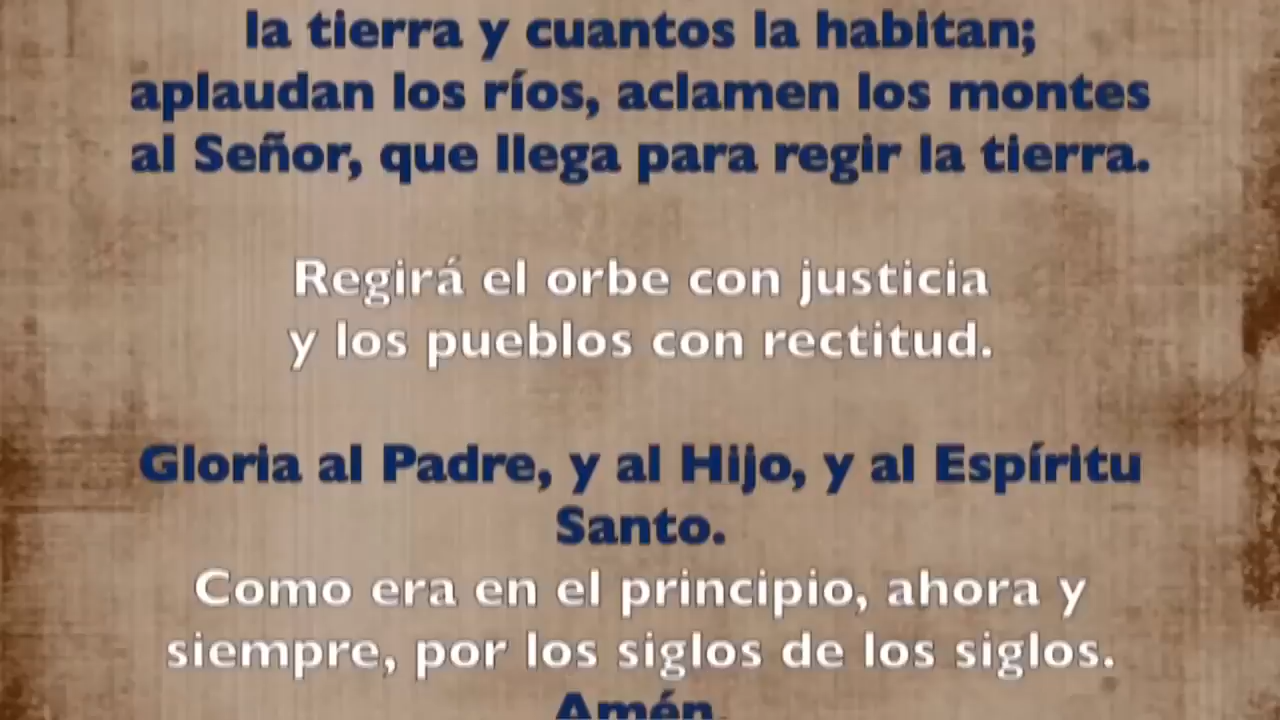 la tierra y cuantos la habitan;
aplaudan los ríos, aclamen los montes
al Señor, que llega para regir la tierra.
Regirá el orbe con justicia
y los pueblos con rectitud.
Gloria al Padre, y al Hijo, y al Espíritu
Santo.
Como era en el principio, ahora y
siempre, por los siglos de los siglos.
Amén.